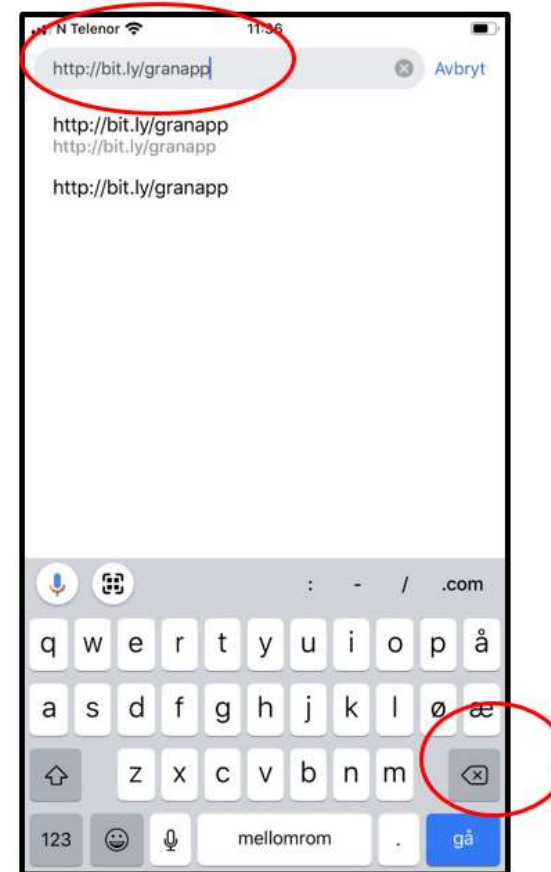 N Telenor 11:36
http://bit.ly/granapp Avbryt
http://bit.ly/granapp
http://bit.ly/granapp
http://bit.ly/granapp
: - / .com
q w e r t y u i o p å
a s d f g h j k l ø æ
z x c v b n m
123 mellomrom . gå